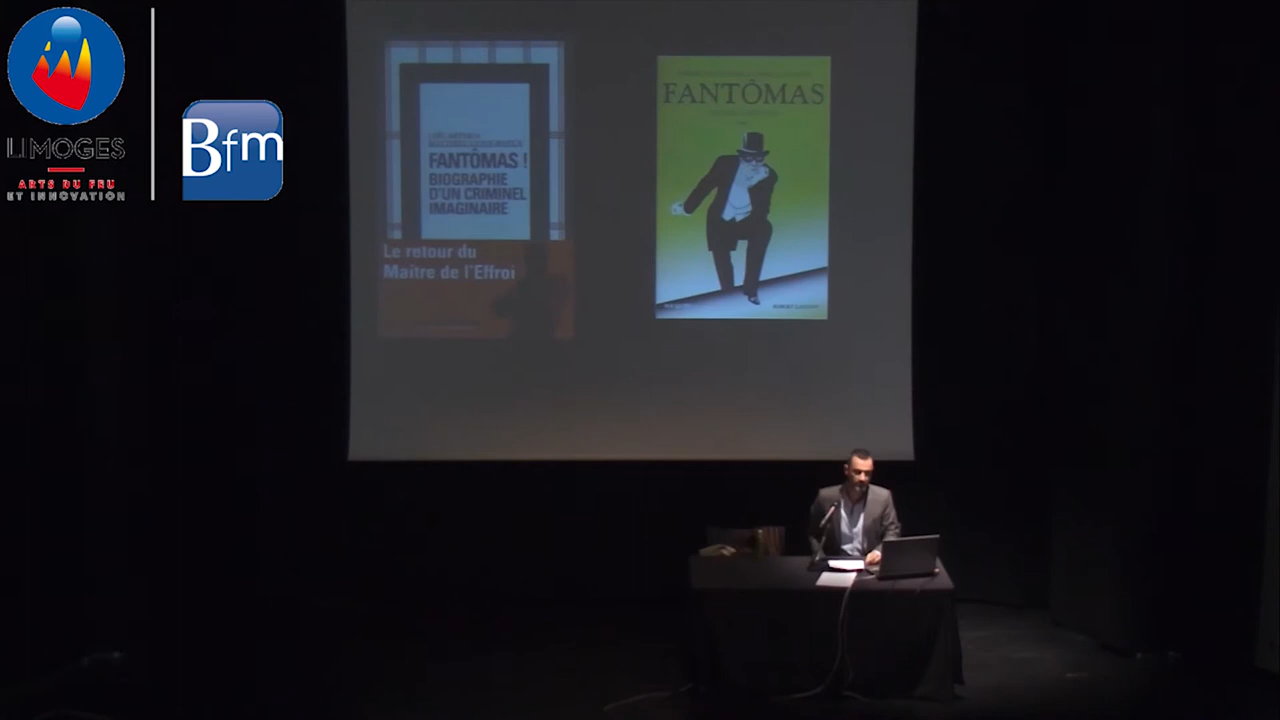 LIMOGES
ARTS DU FEU
ET INNOVATION
Bfm
FANTÔMAS !
BIOGRAPHIE
D'UN CRIMINEL
IMAGINAIRE
Le retour du
Maître de l'Effroi
FANTÔMAS